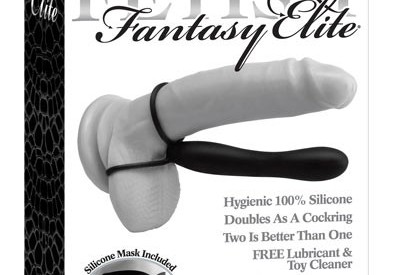 Fantasy Elite®
Elite
Hygienic 100% Silicone
Doubles As A Cockring
Two Is Better Than One
FREE Lubricant &
Toy Cleaner
Silicone Mask Included